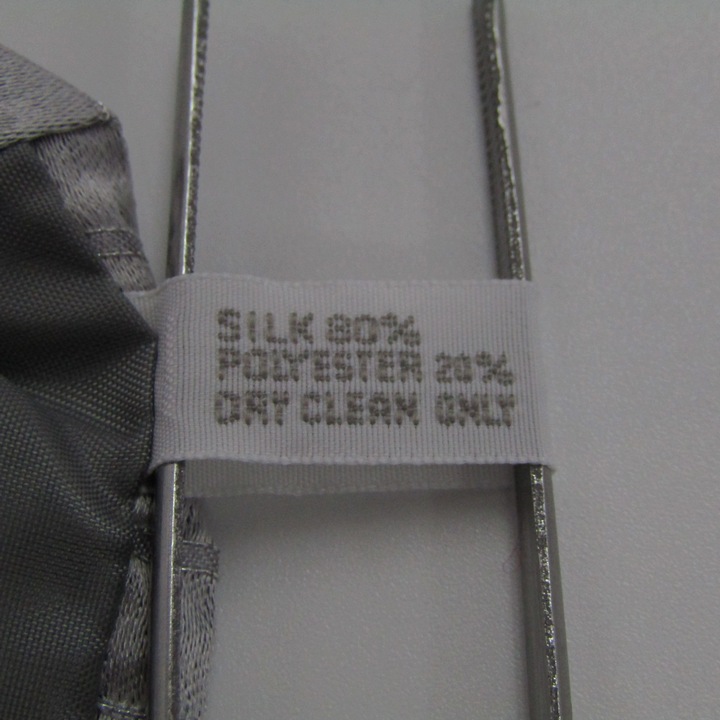 SILK 80%
POLYESTER 20%
DRY CLEAN ONLY